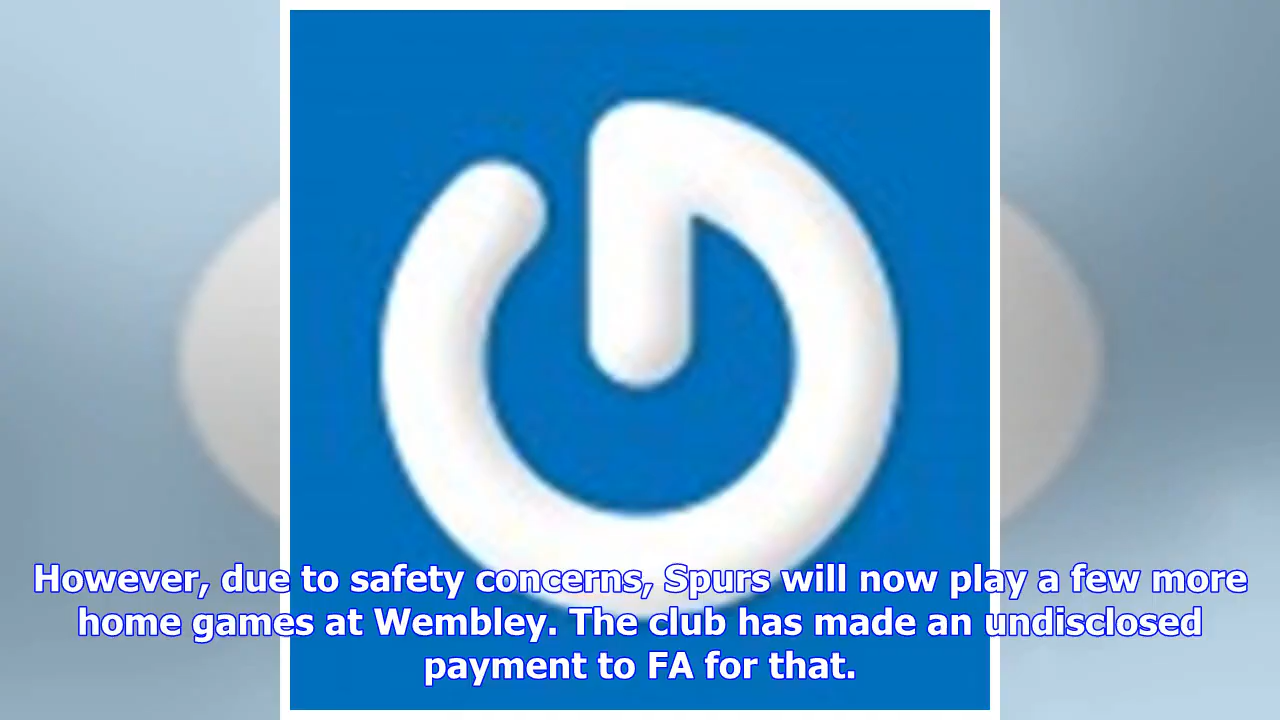 However, due to safety concerns, Spurs will now play a few more
home games at Wembley. The club has made an undisclosed
payment to FA for that.